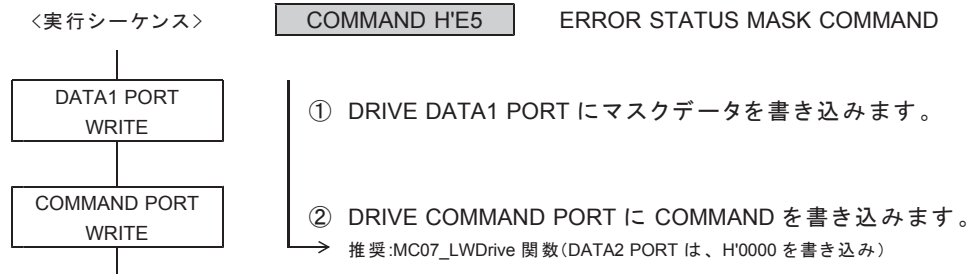 <実行シーケンス>
COMMAND H'E5
ERROR STATUS MASK COMMAND
DATA1 PORT
WRITE
① DRIVE DATA1 PORT にマスクデータを書き込みます。
COMMAND PORT
WRITE
② DRIVE COMMAND PORT に COMMAND を書き込みます。
推奨:MC07_LWDrive 関数(DATA2 PORT は、H'0000 を書き込み)